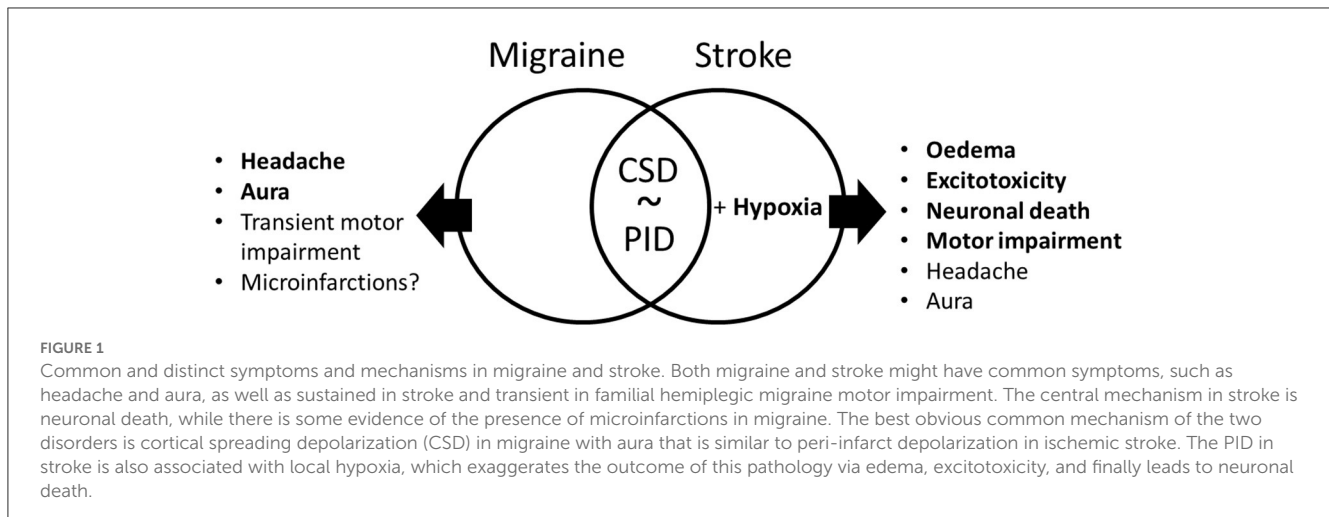 Migraine
Stroke
• Headache
• Aura
• Transient motor
impairment
• Microinfarctions?
CSD
~
PID
+ Hypoxia
• Oedema
• Excitotoxicity
• Neuronal death
• Motor impairment
• Headache
• Aura
FIGURE 1
Common and distinct symptoms and mechanisms in migraine and stroke. Both migraine and stroke might have common symptoms, such as
headache and aura, as well as sustained in stroke and transient in familial hemiplegic migraine motor impairment. The central mechanism in stroke is
neuronal death, while there is some evidence of the presence of microinfarctions in migraine. The best obvious common mechanism of the two
disorders is cortical spreading depolarization (CSD) in migraine with aura that is similar to peri-infarct depolarization in ischemic stroke. The PID in
stroke is also associated with local hypoxia, which exaggerates the outcome of this pathology via edema, excitotoxicity, and finally leads to neuronal
death.